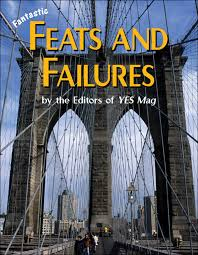 Fantastic
FEATS AND
FAILURES
by the Editors of YES Mag